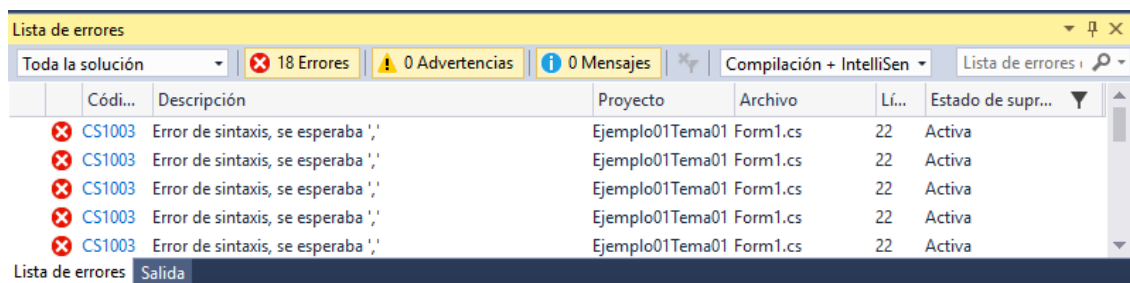 Lista de errores
Toda la solución 18 Errores 0 Advertencias 0 Mensajes Compilación + IntelliSen Lista de errores
Códi... Descripción Proyecto Archivo Lí... Estado de supr...
CS1003 Error de sintaxis, se esperaba ',' Ejemplo01Tema01 Form1.cs 22 Activa
CS1003 Error de sintaxis, se esperaba ',' Ejemplo01Tema01 Form1.cs 22 Activa
CS1003 Error de sintaxis, se esperaba ',' Ejemplo01Tema01 Form1.cs 22 Activa
CS1003 Error de sintaxis, se esperaba ',' Ejemplo01Tema01 Form1.cs 22 Activa
CS1003 Error de sintaxis, se esperaba ',' Ejemplo01Tema01 Form1.cs 22 Activa
Lista de errores Salida